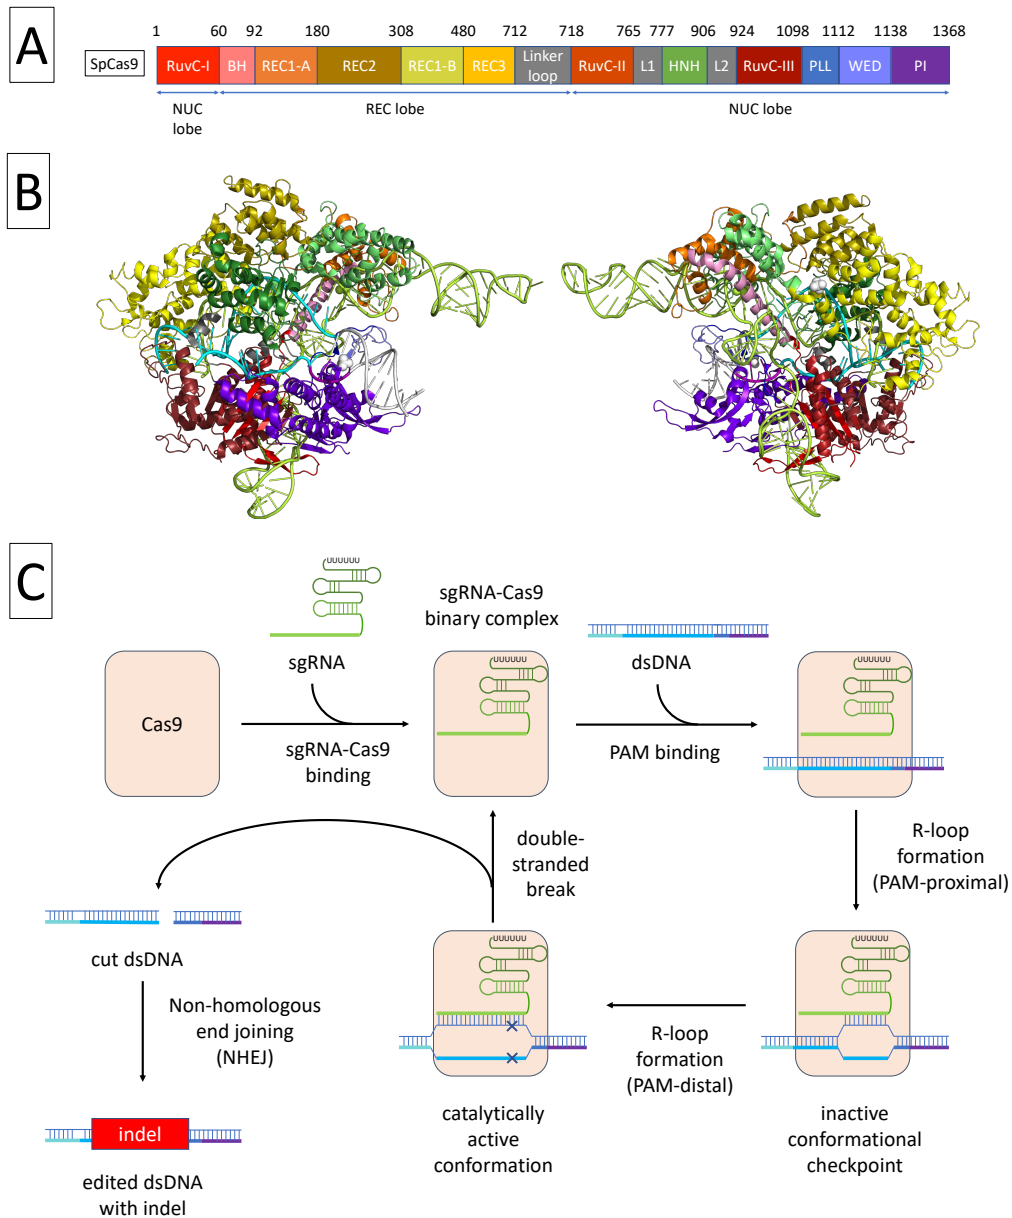 A
1 60 92 180 308 480 712 718 765 777 906 924 1098 1112 1138 1368
SpCas9 RuvC-I BH REC1-A REC2 REC1-B REC3 Linker loop RuvC-II L1 HNH L2 RuvC-III PLL WED PI
NUC lobe
REC lobe
NUC lobe
B
C
UUUUUU
sgRNA
sgRNA-Cas9
binary complex
UUUUUU
dsDNA
UUUUUU
Cas9
sgRNA-Cas9
binding
PAM binding
R-loop
formation
(PAM-proximal)
double-
stranded
break
cut dsDNA
UUUUUU
UUUUUU
Non-homologous
end joining
(NHEJ)
R-loop
formation
(PAM-distal)
catalytically
active
conformation
inactive
conformational
checkpoint
indel
edited dsDNA
with indel